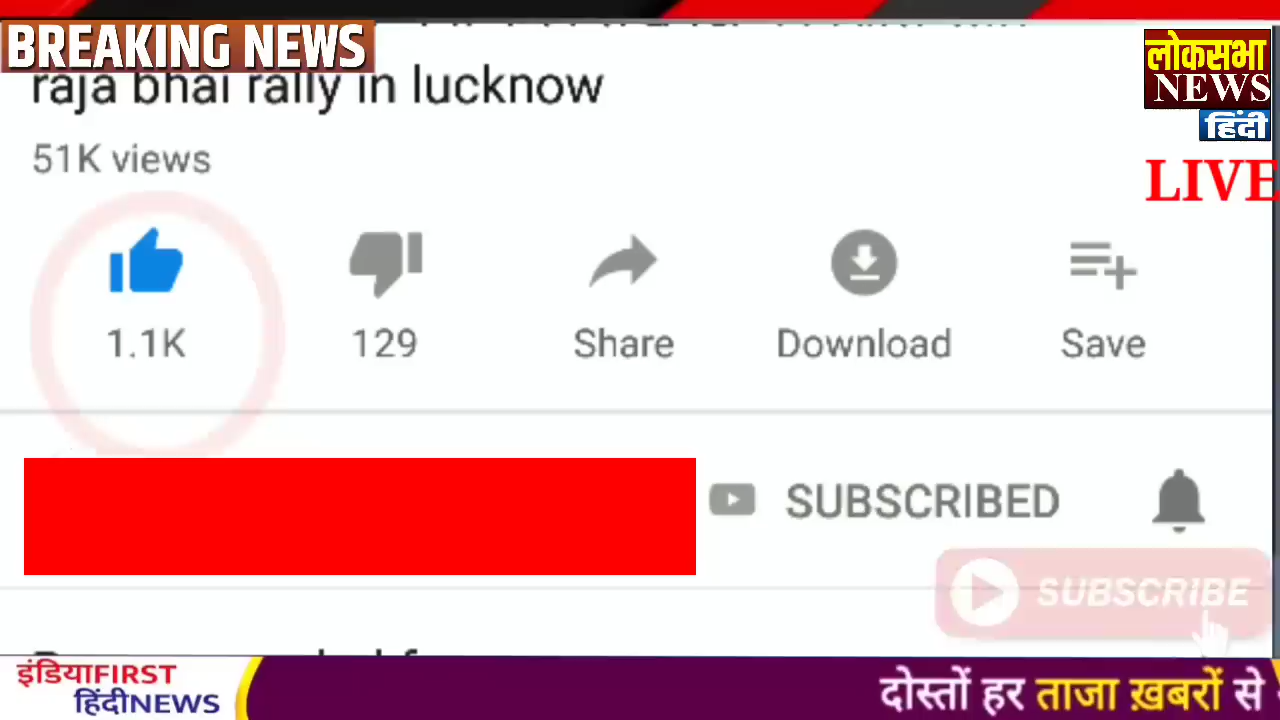 BREAKING NEWS
raja bhai rally in lucknow
51K views
1.1K
129
Share
Download
Save
SUBSCRIBED
SUBSCRIBE
लोकसभा
NEWS
हिंदी
LIVE
इंडियाFIRST
हिंदीNEWS
दोस्तों हर ताजा ख़बरों से